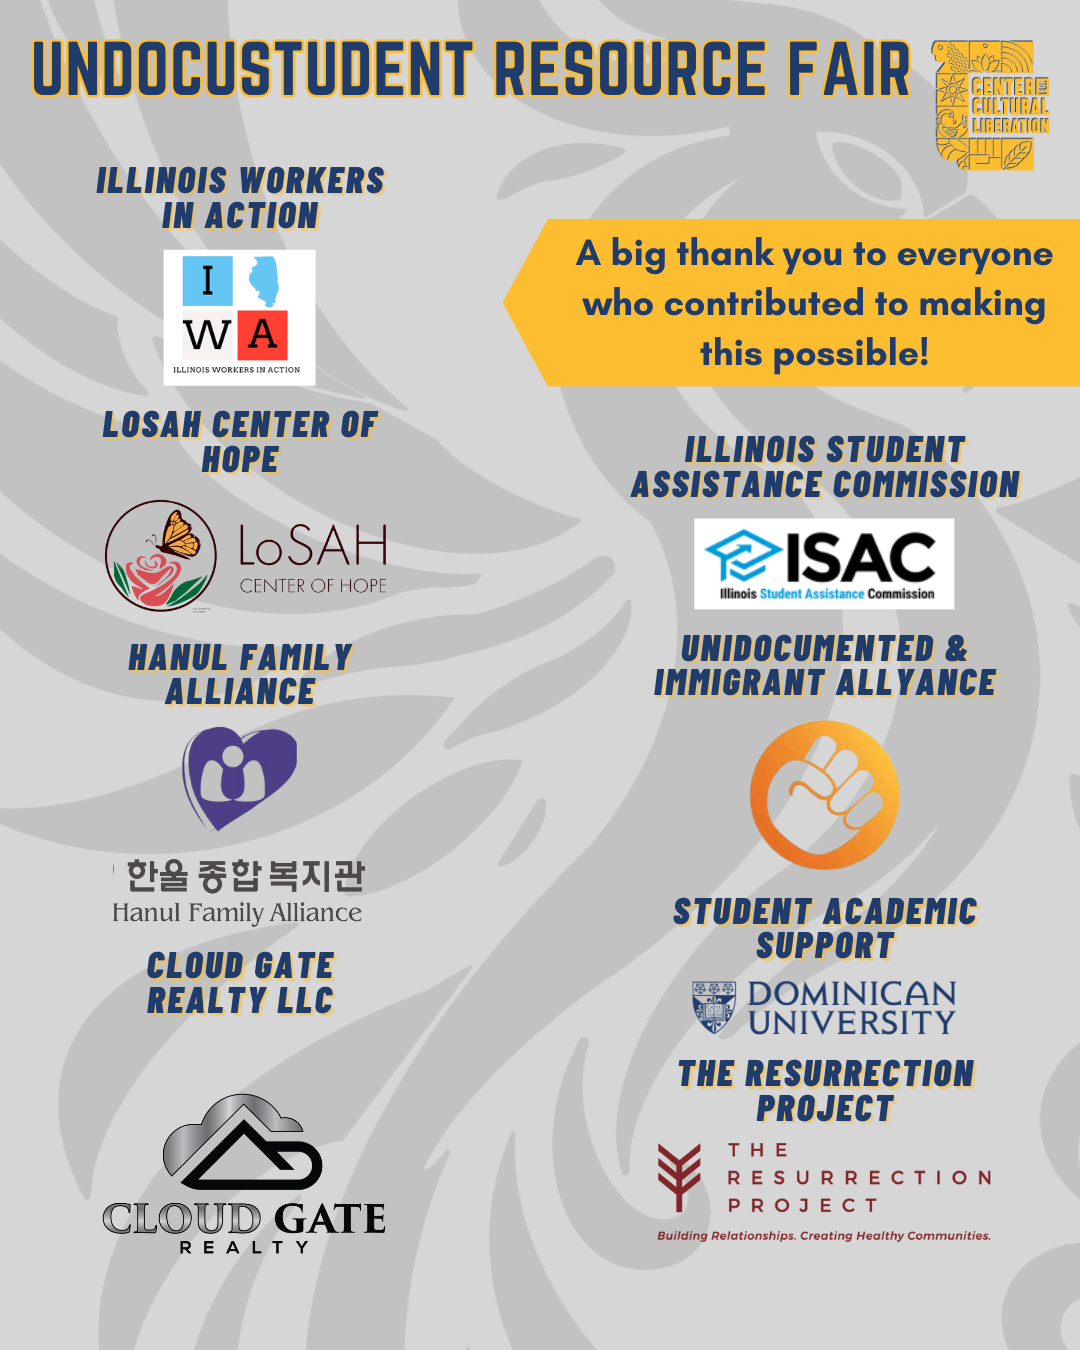 UNDOCUSTUDENT RESOURCE FAIR
CENTER FOR
CULTURAL
LIBERATION
ILLINOIS WORKERS
IN ACTION
I
W A
ILLINOIS WORKERS IN ACTION
LOSAH CENTER OF
HOPE
LoSAH
CENTER OF HOPE
HANUL FAMILY
ALLIANCE
한울 종합 복지관
Hanul Family Alliance
CLOUD GATE
REALTY LLC
CLOUD GATE
REALTY
A big thank you to everyone
who contributed to making
this possible!
ILLINOIS STUDENT
ASSISTANCE COMMISSION
ISAC
Illinois Student Assistance Commission
UNIDOCUMENTED &
IMMIGRANT ALLYANCE
STUDENT ACADEMIC
SUPPORT
DOMINICAN
UNIVERSITY
THE RESURRECTION
PROJECT
THE
RESURRECTION
PROJECT
Building Relationships. Creating Healthy Communities.